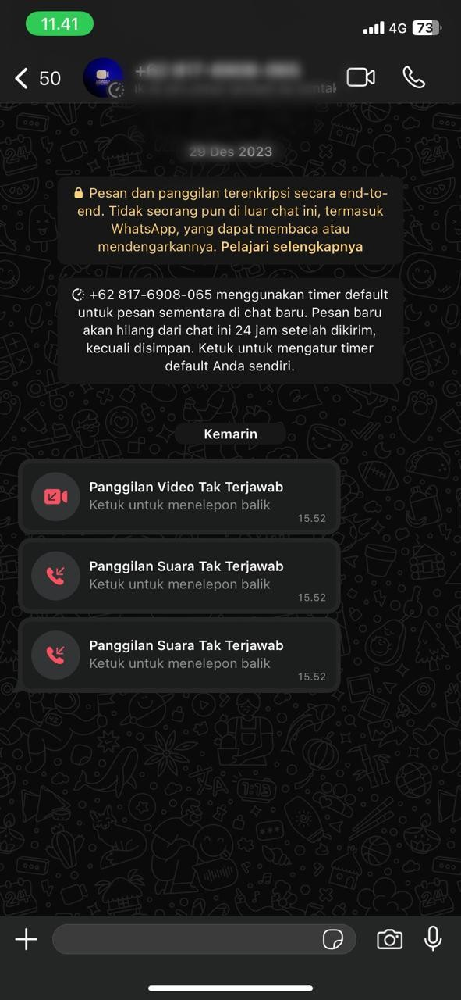 11.41
4G
73
50
29 Des 2023
Pesan dan panggilan terenkripsi secara end-to-
end. Tidak seorang pun di luar chat ini, termasuk
WhatsApp, yang dapat membaca atau
mendengarkannya. Pelajari selengkapnya
+62 817-6908-065 menggunakan timer default
untuk pesan sementara di chat baru. Pesan baru
akan hilang dari chat ini 24 jam setelah dikirim,
kecuali disimpan. Ketuk untuk mengatur timer
default Anda sendiri.
Kemarin
Panggilan Video Tak Terjawab
Ketuk untuk menelepon balik
15.52
Panggilan Suara Tak Terjawab
Ketuk untuk menelepon balik
15.52
Panggilan Suara Tak Terjawab
Ketuk untuk menelepon balik
15.52